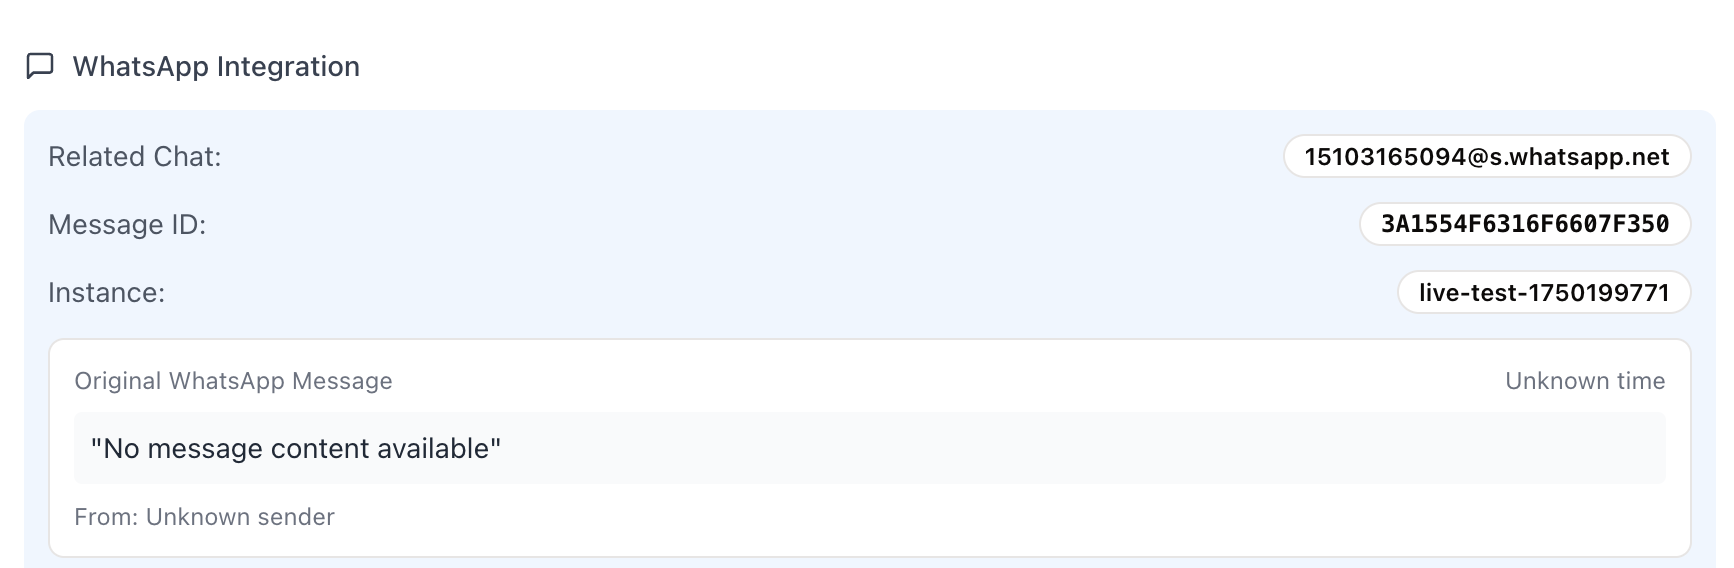 WhatsApp Integration
Related Chat: 15103165094@s.whatsapp.net
Message ID: 3A1554F6316F6607F350
Instance: live-test-1750199771
Original WhatsApp Message Unknown time
"No message content available"
From: Unknown sender